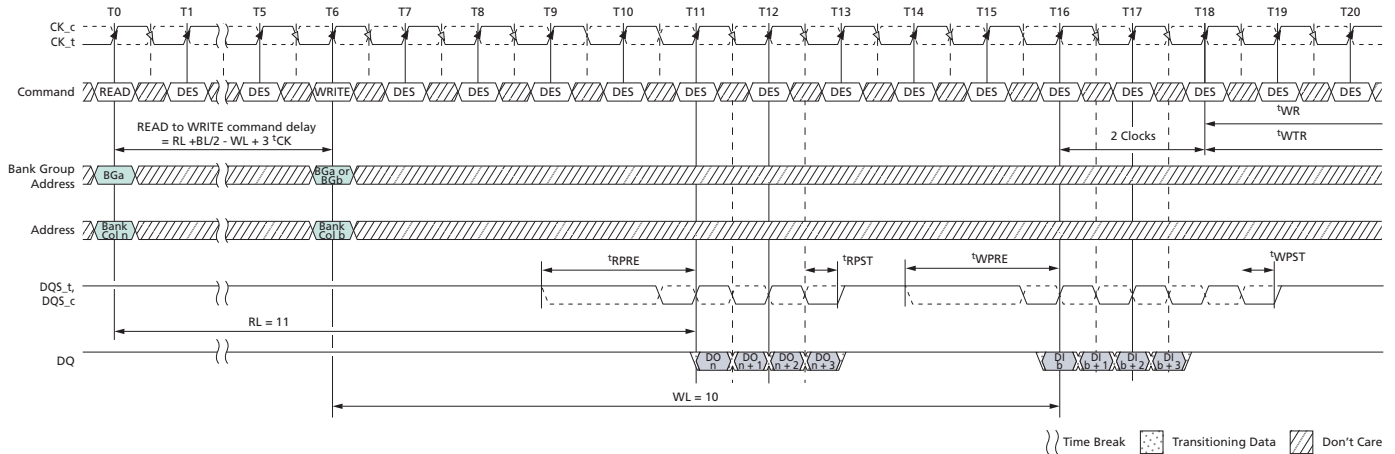 T0 T1 T5 T6 T7 T8 T9 T10 T11 T12 T13 T14 T15 T16 T17 T18 T19 T20
CK_c
CK_t
Command READ DES DES WRITE DES DES DES DES DES DES DES DES DES DES DES DES DES DES
tWR
READ to WRITE command delay
= RL +BL/2 - WL + 3 tCK
2 Clocks
tWTR
Bank Group
Address
BGa
BGa or
BGb
Address
Bank
Col n
Bank
Col b
tRPRE
tRPST
tWPRE
tWPST
DQS_t,
DQS_c
RL = 11
DQ
DO
n
DO
n + 1
DO
n + 2
DO
n + 3
DI
b
DI
b + 1
DI
b + 2
DI
b + 3
WL = 10
Time Break Transitioning Data Don't Care